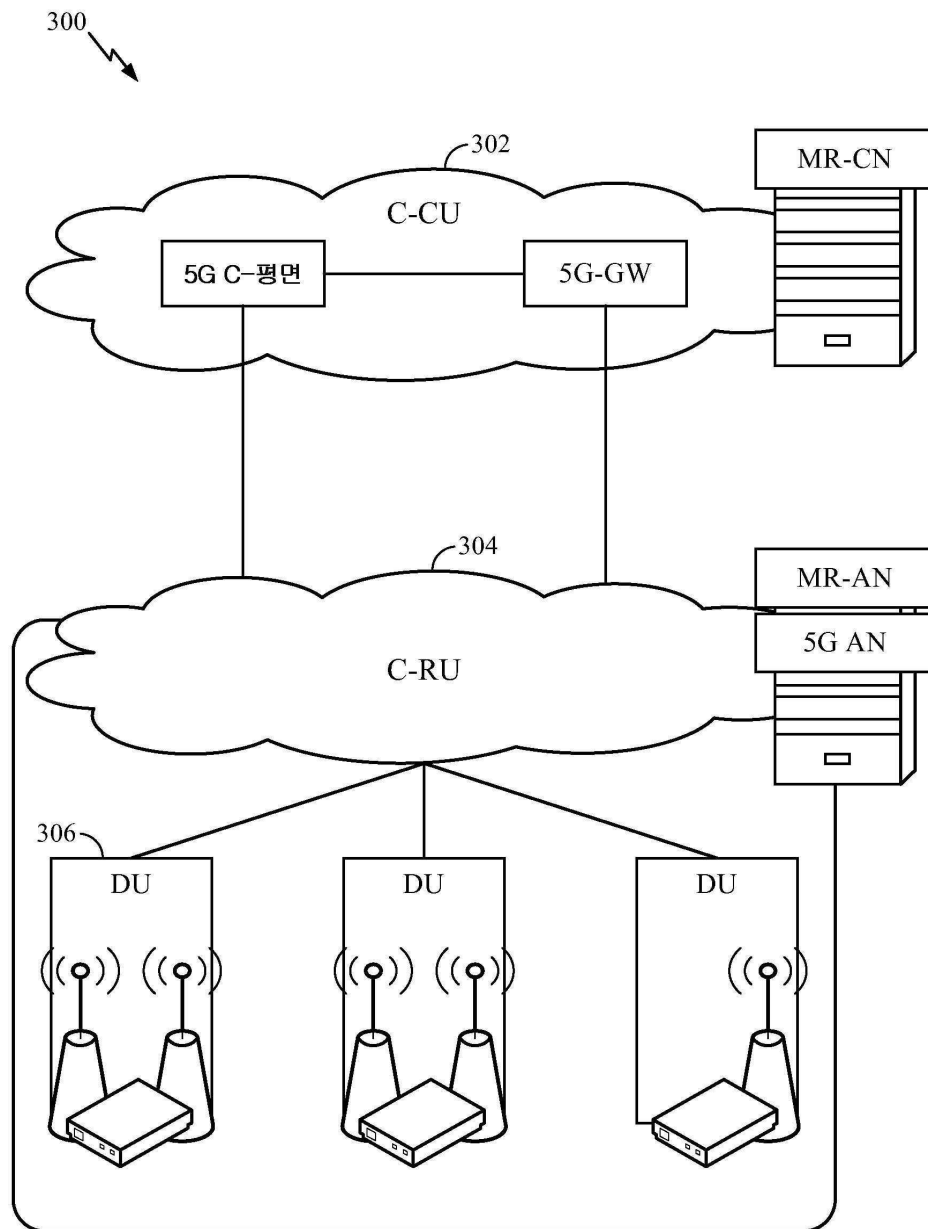 300
302
MR-CN
C-CU
5G C-평면
5G-GW
304
MR-AN
5G AN
C-RU
306
DU
DU
DU